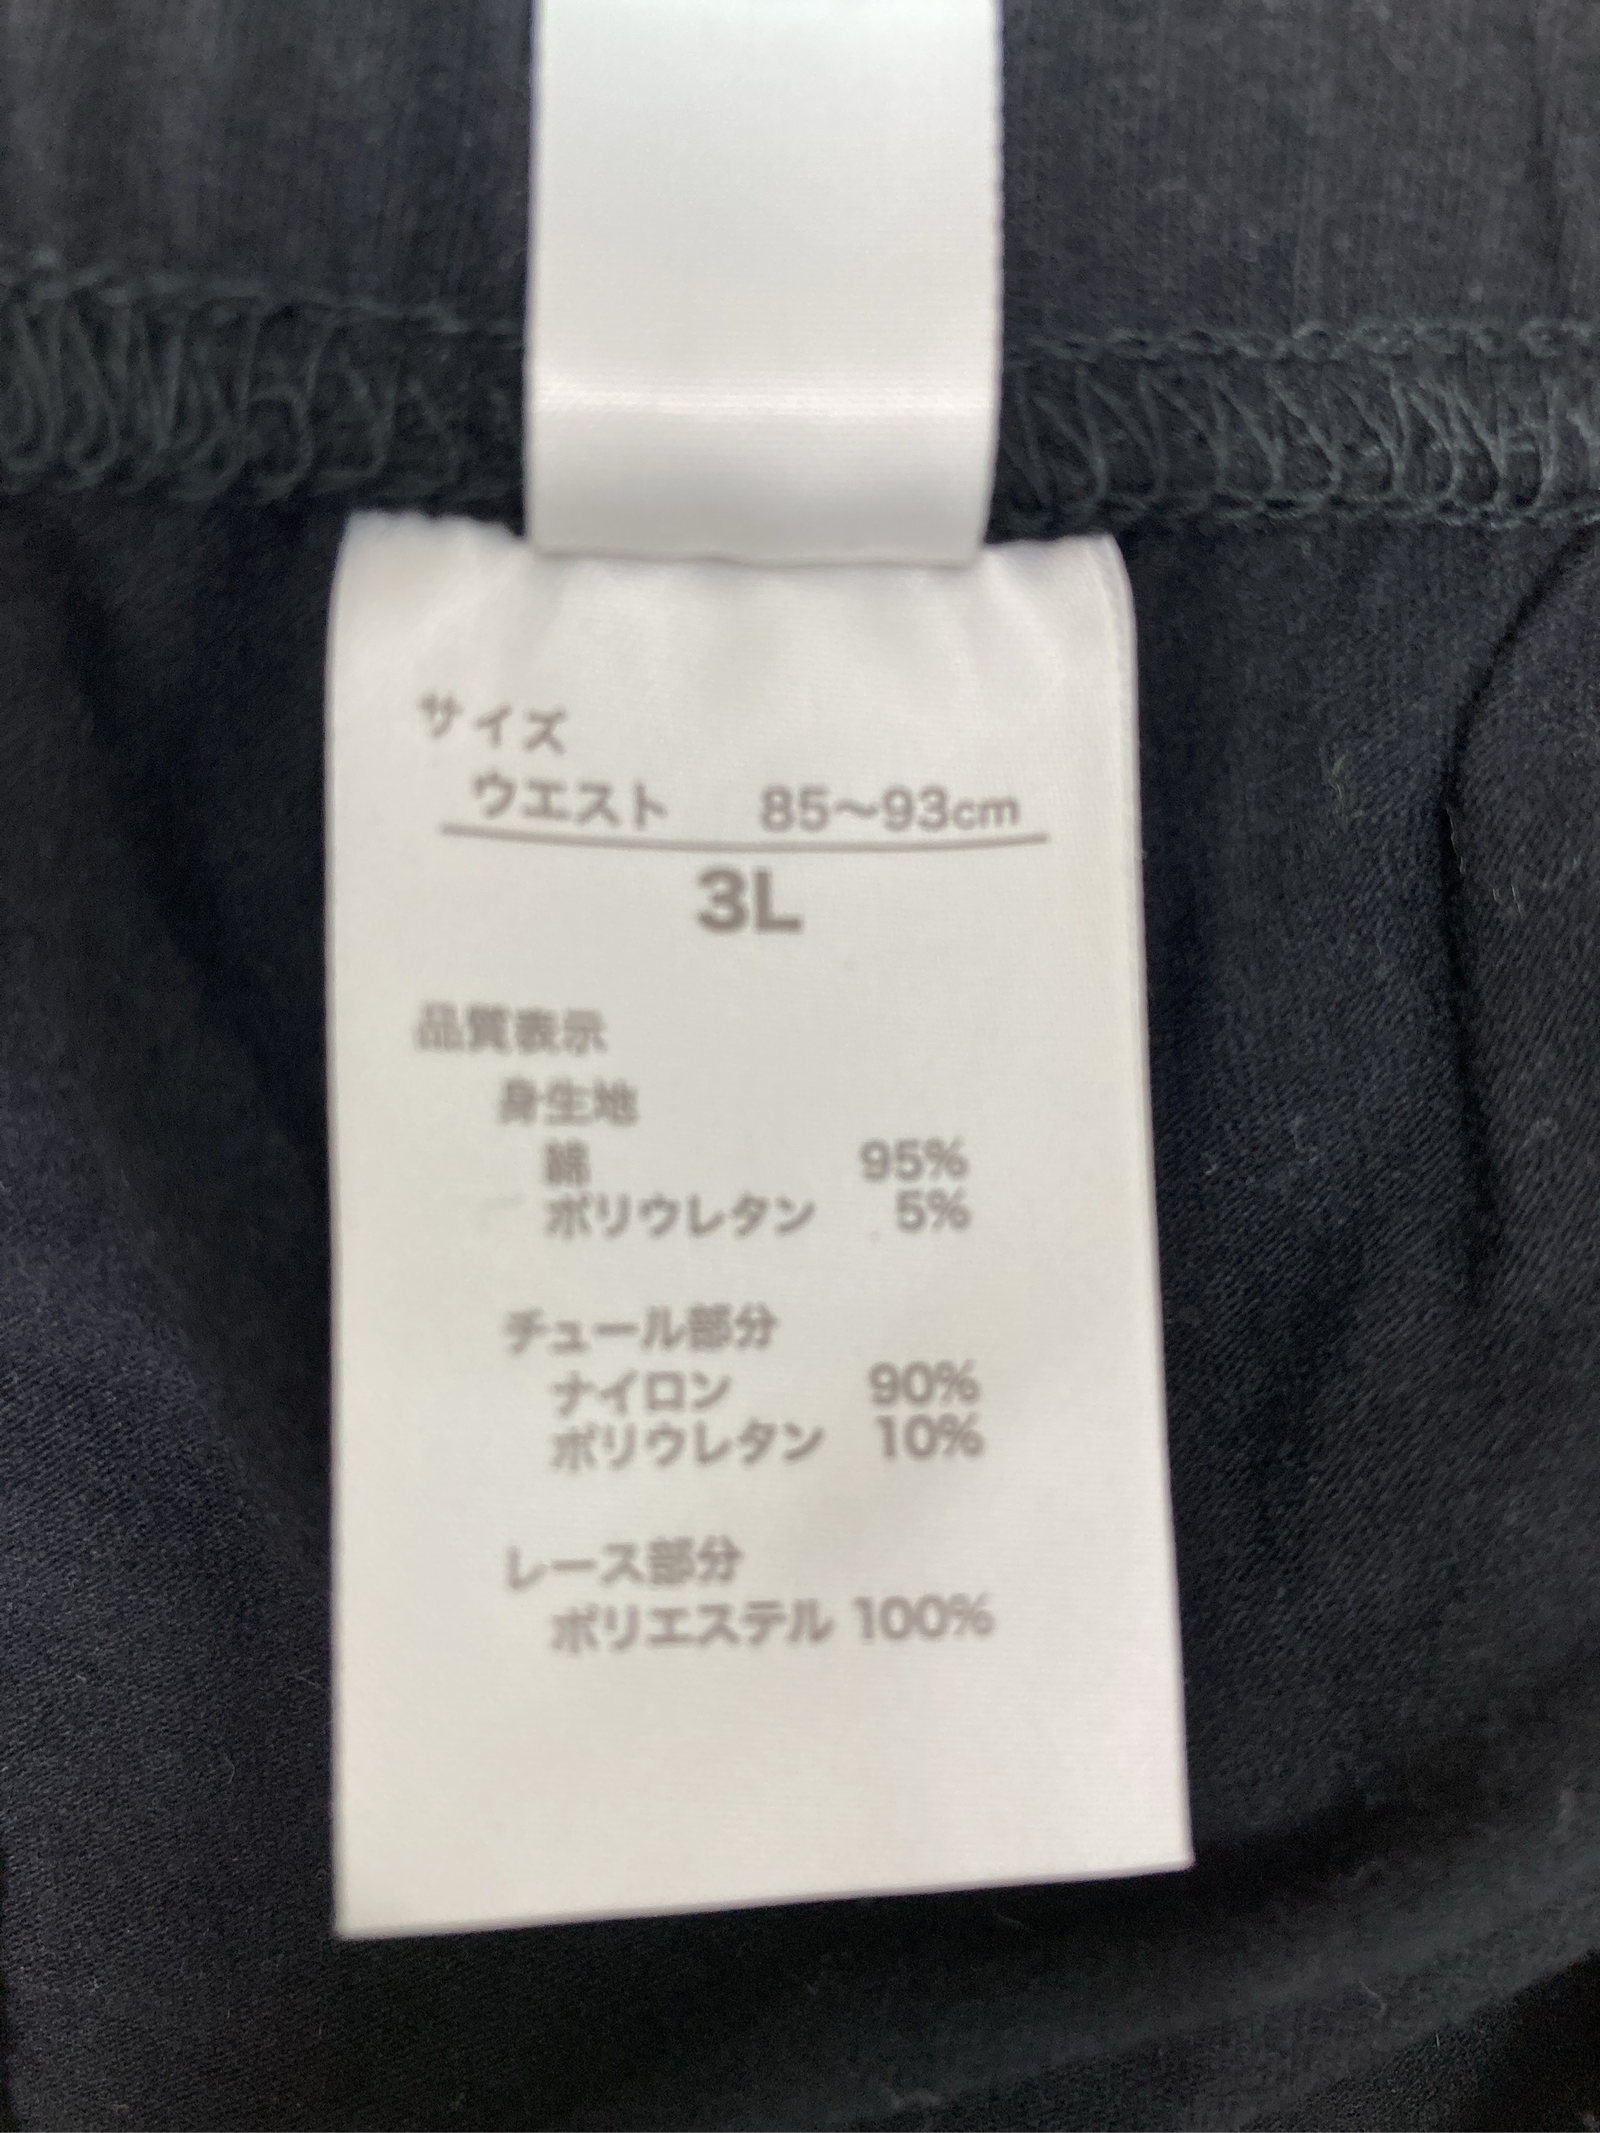 サイズ
ウエスト 85～93cm
3L
品質表示
身生地
綿 95%
ポリウレタン 5%
チュール部分
ナイロン 90%
ポリウレタン 10%
レース部分
ポリエステル 100%